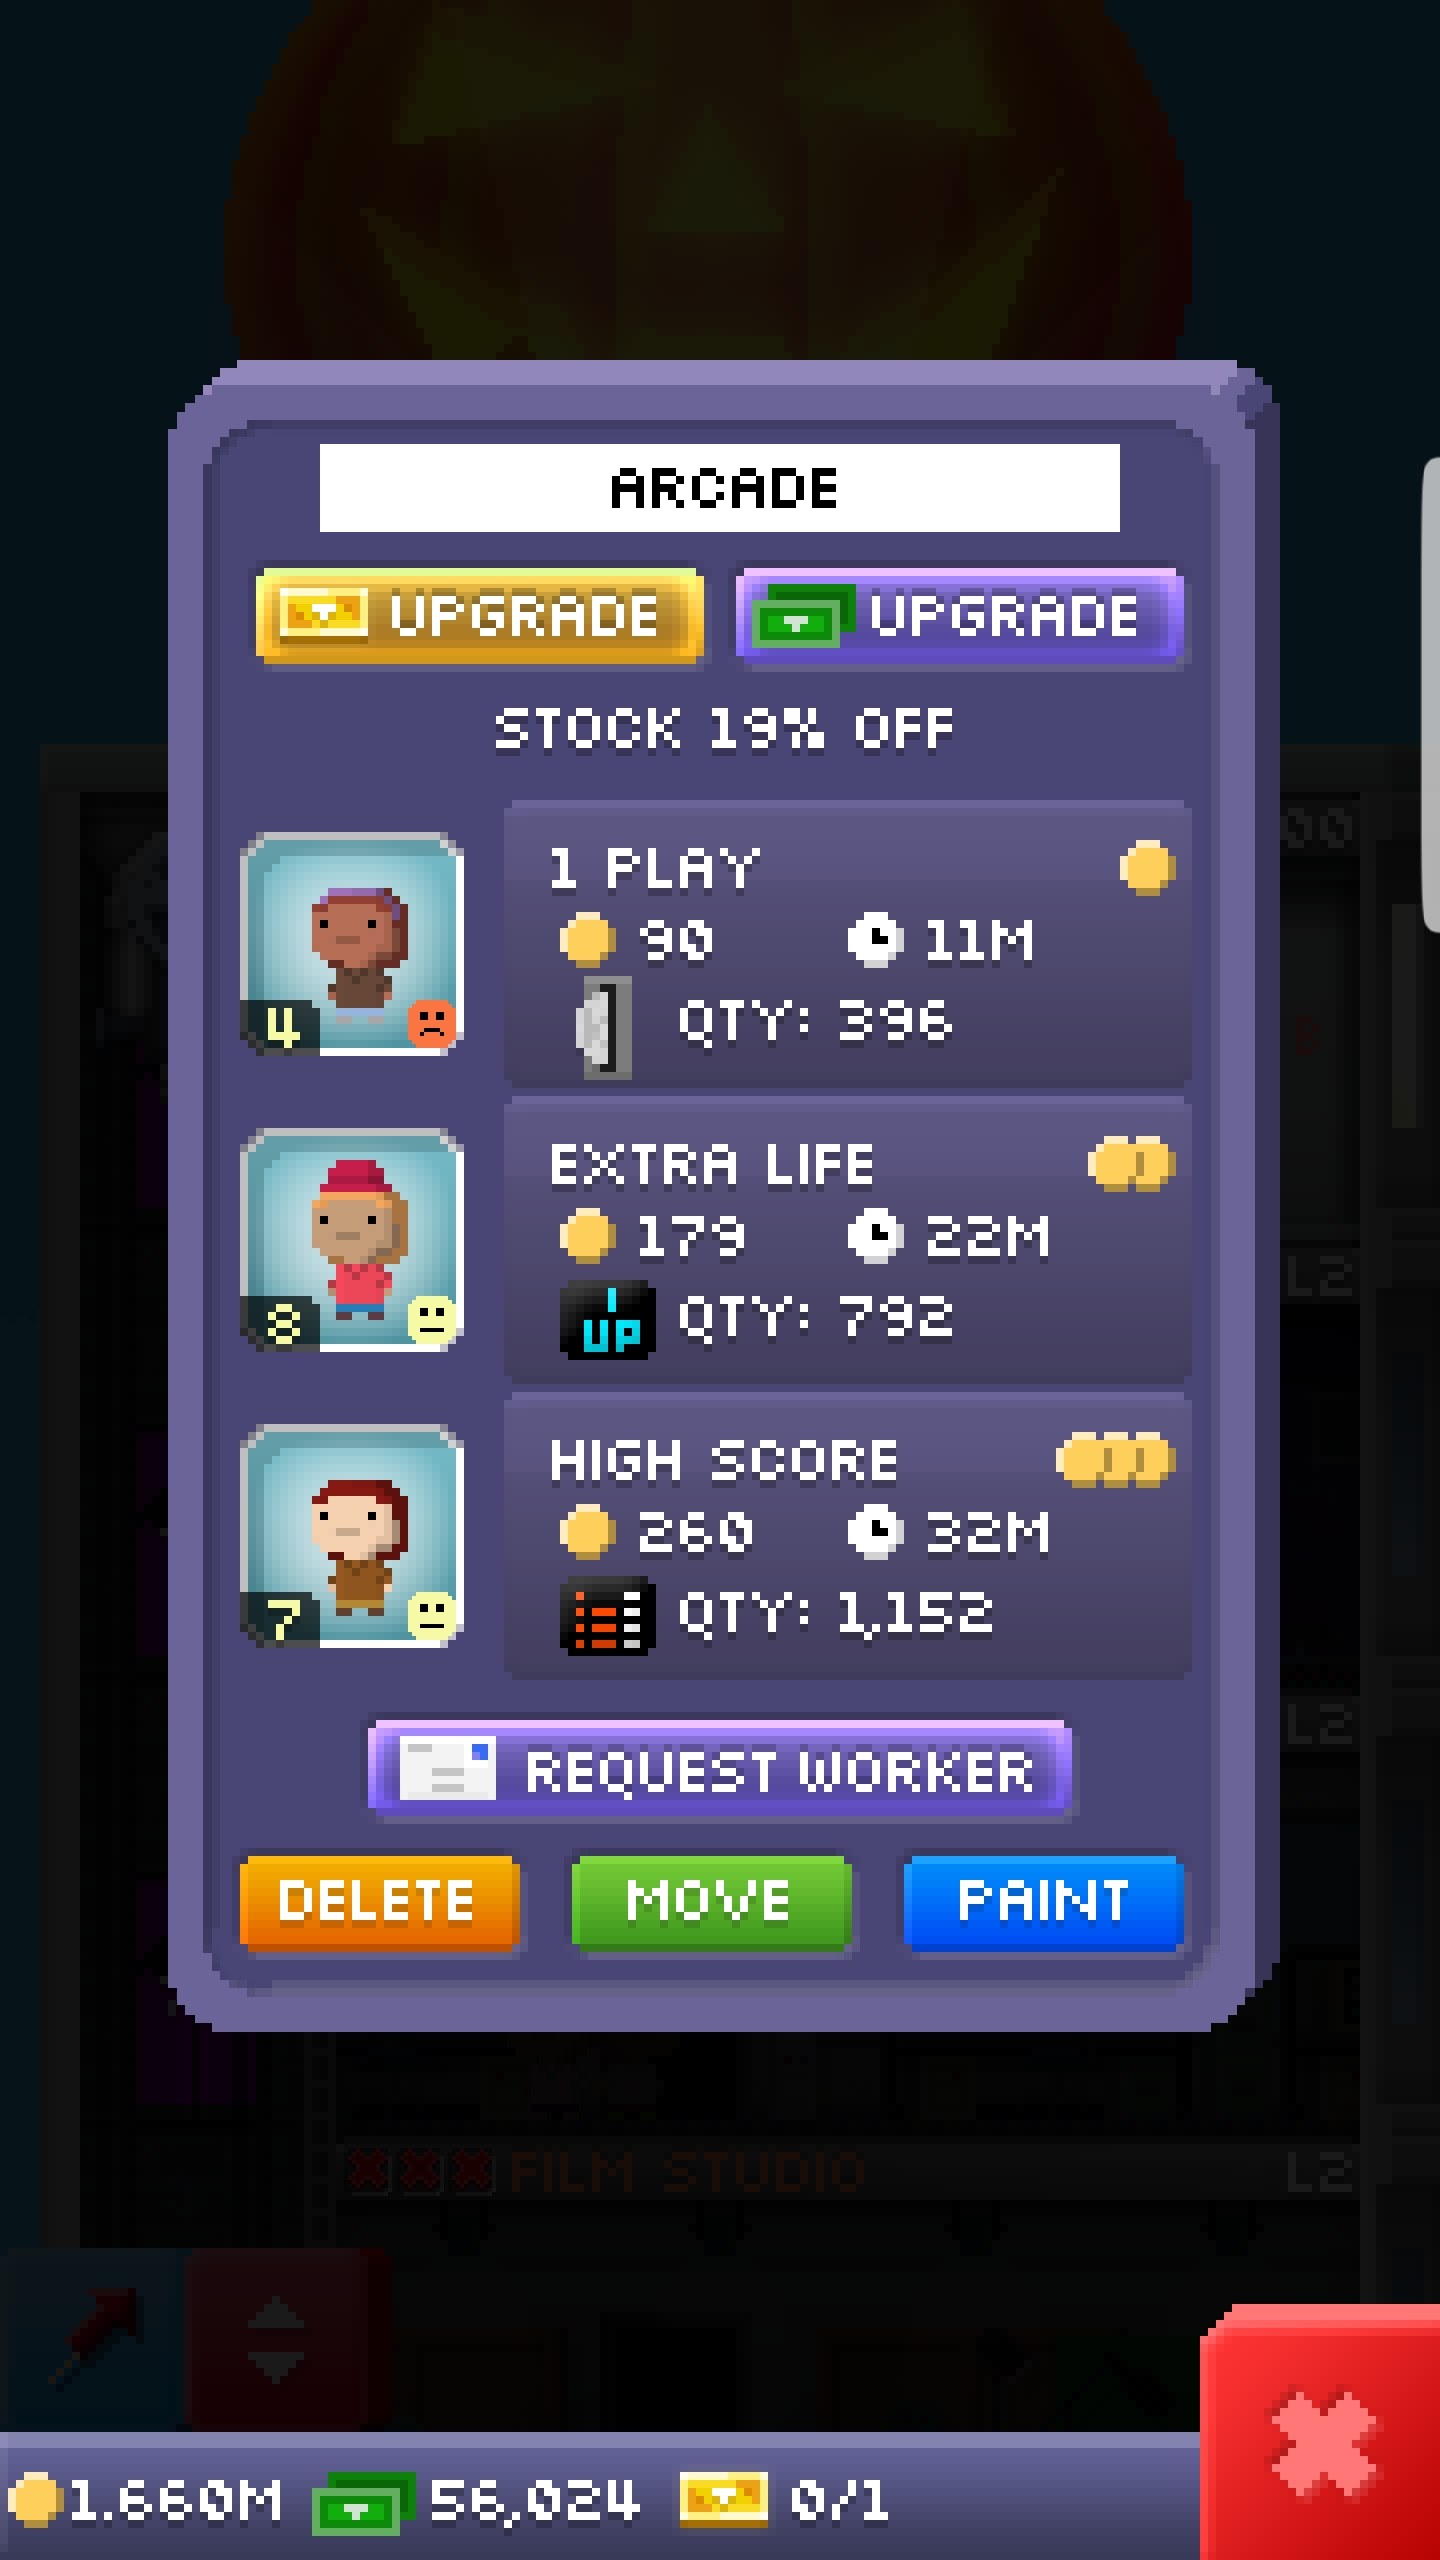 ARCADE
UPGRADE UPGRADE
STOCK 19% OFF
1 PLAY
90 11M
4 QTY: 396
EXTRA LIFE
179 22M
8 UP QTY: 792
HIGH SCORE
260 32M
7 QTY: 1,152
REQUEST WORKER
DELETE MOVE PAINT
FILM STUDIO L2
1.660M 56,024 0/1